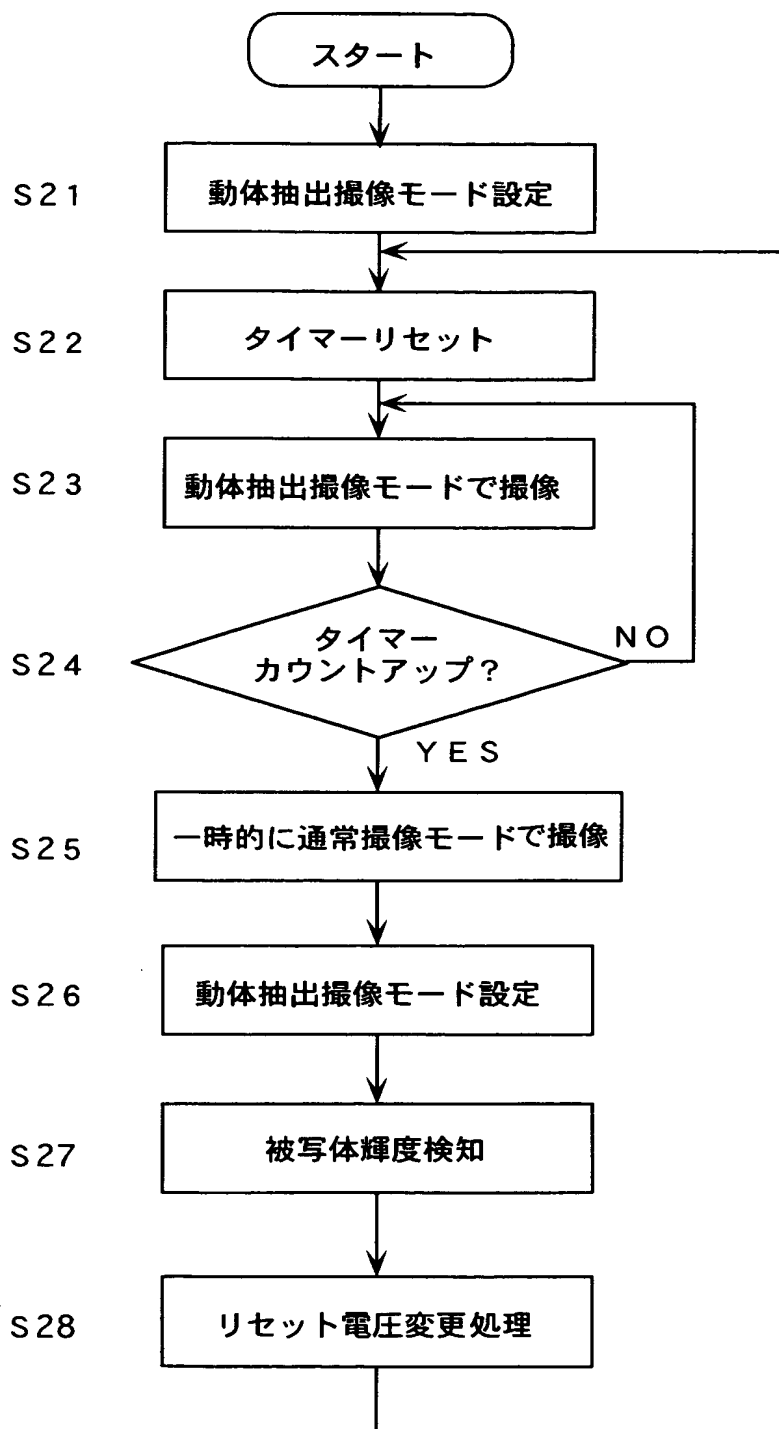 スタート
S21
動体抽出撮像モード設定
S22
タイマーリセット
S23
動体抽出撮像モードで撮像
S24
タイマー
カウントアップ?
NO
YES
S25
一時的に通常撮像モードで撮像
S26
動体抽出撮像モード設定
S27
被写体輝度検知
S28
リセット電圧変更処理